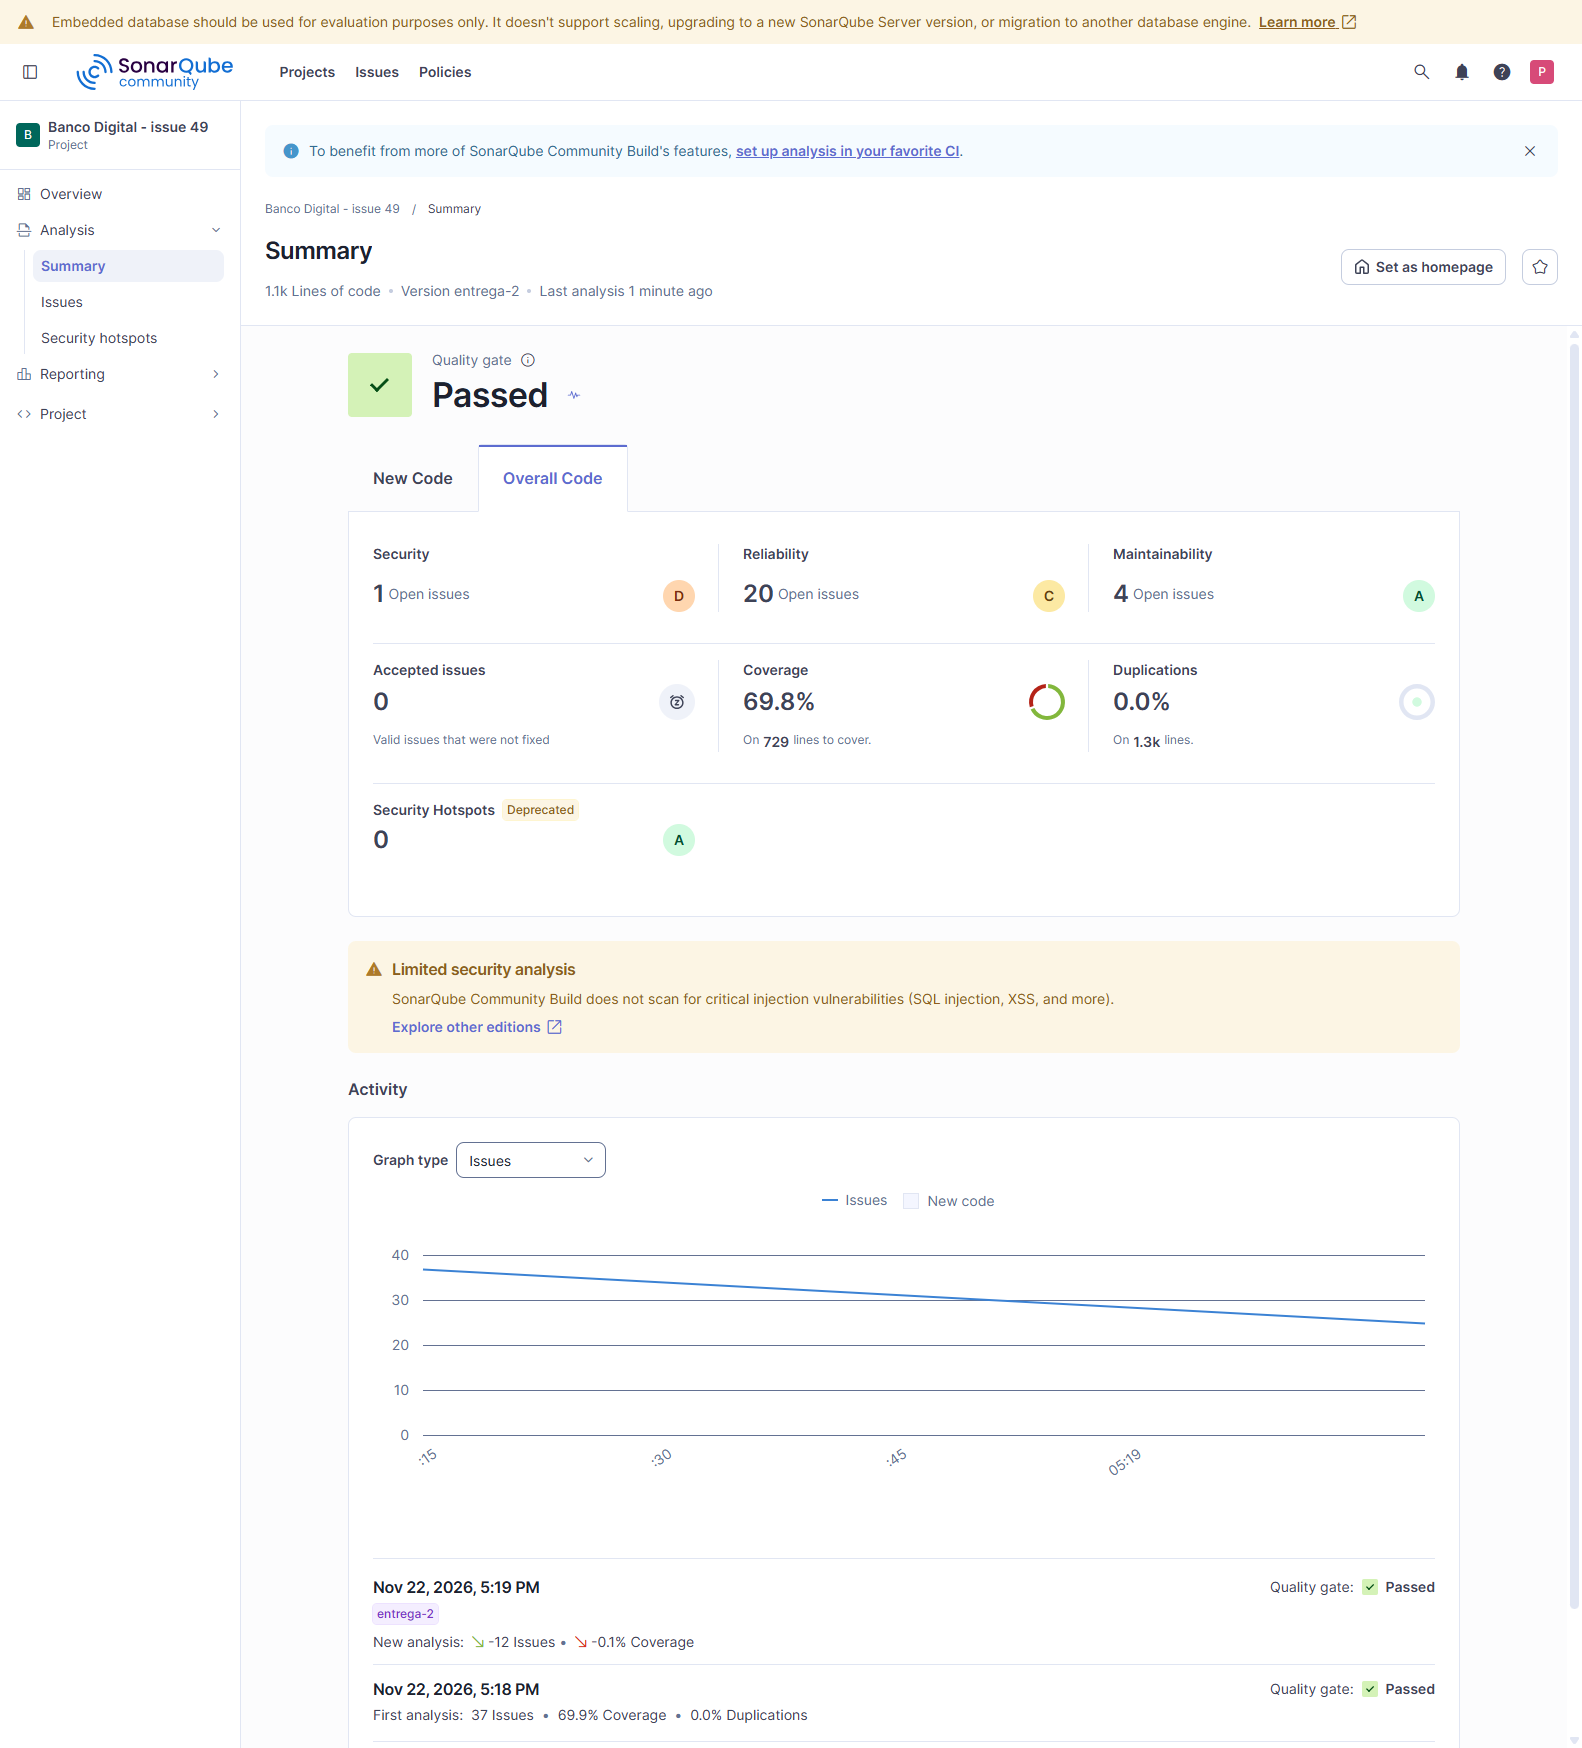 Embedded database should be used for evaluation purposes only. It doesn't support scaling, upgrading to a new SonarQube Server version, or migration to another database engine. Learn more
SonarQube community
Projects Issues Policies
? P
B
Banco Digital - issue 49
Project
Overview
Analysis
Summary
Issues
Security hotspots
Reporting
Project
To benefit from more of SonarQube Community Build's features, set up analysis in your favorite CI.
Banco Digital - issue 49 / Summary
Summary
1.1k Lines of code • Version entrega-2 • Last analysis 1 minute ago
Set as homepage
Quality gate
Passed
New Code
Overall Code
Security
1 Open issues
D
Reliability
20 Open issues
C
Maintainability
4 Open issues
A
Accepted issues
0
Valid issues that were not fixed
Coverage
69.8%
On 729 lines to cover.
Duplications
0.0%
On 1.3k lines.
Security Hotspots Deprecated
0
A
Limited security analysis
SonarQube Community Build does not scan for critical injection vulnerabilities (SQL injection, XSS, and more).
Explore other editions
Activity
Graph type Issues
Issues New code
40
30
20
10
0
:15 :30 :45 05:19
Nov 22, 2026, 5:19 PM
Quality gate: Passed
entrega-2
New analysis: -12 Issues • -0.1% Coverage
Nov 22, 2026, 5:18 PM
Quality gate: Passed
First analysis: 37 Issues • 69.9% Coverage • 0.0% Duplications